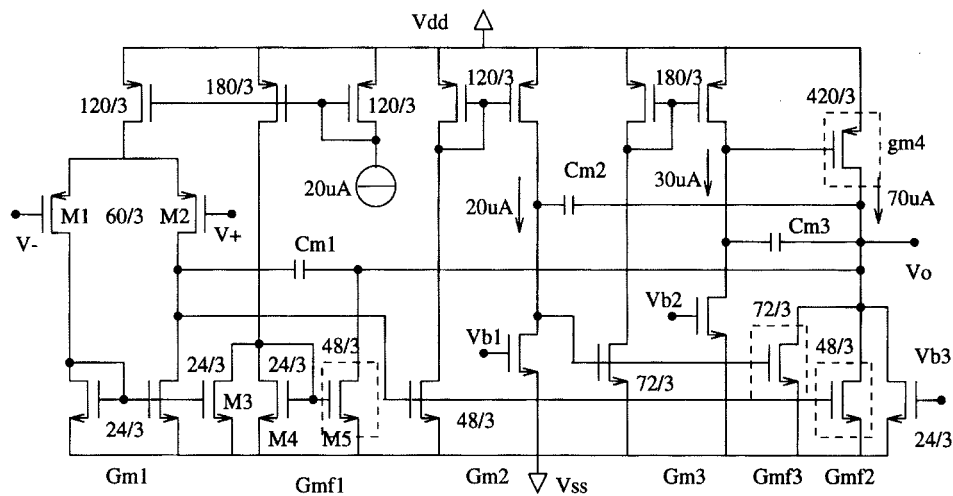 Vdd
120/3
180/3
120/3
120/3
180/3
420/3
gm4
20uA
20uA
Cm2
30uA
70uA
M1
60/3
M2
V-
V+
Cm1
Cm3
Vo
Vb2
Vb1
72/3
48/3
Vb3
24/3
24/3
48/3
M3
24/3
M4
M5
48/3
72/3
24/3
Gm1
Gmf1
Gm2
Vss
Gm3
Gmf3
Gmf2